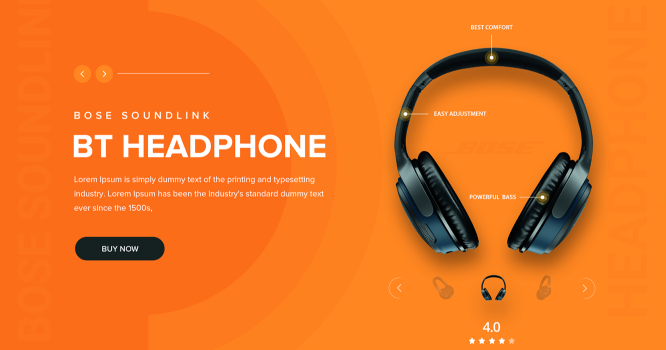 BEST COMFORT
EASY ADJUSTMENT
BOSE SOUNDLINK
BT HEADPHONE
Lorem Ipsum is simply dummy text of the printing and typesetting
industry. Lorem Ipsum has been the industry's standard dummy text
ever since the 1500s,
BUY NOW
POWERFUL BASS
4.0
BOSE SOUNDLINK
HEADPHONE
BOSE